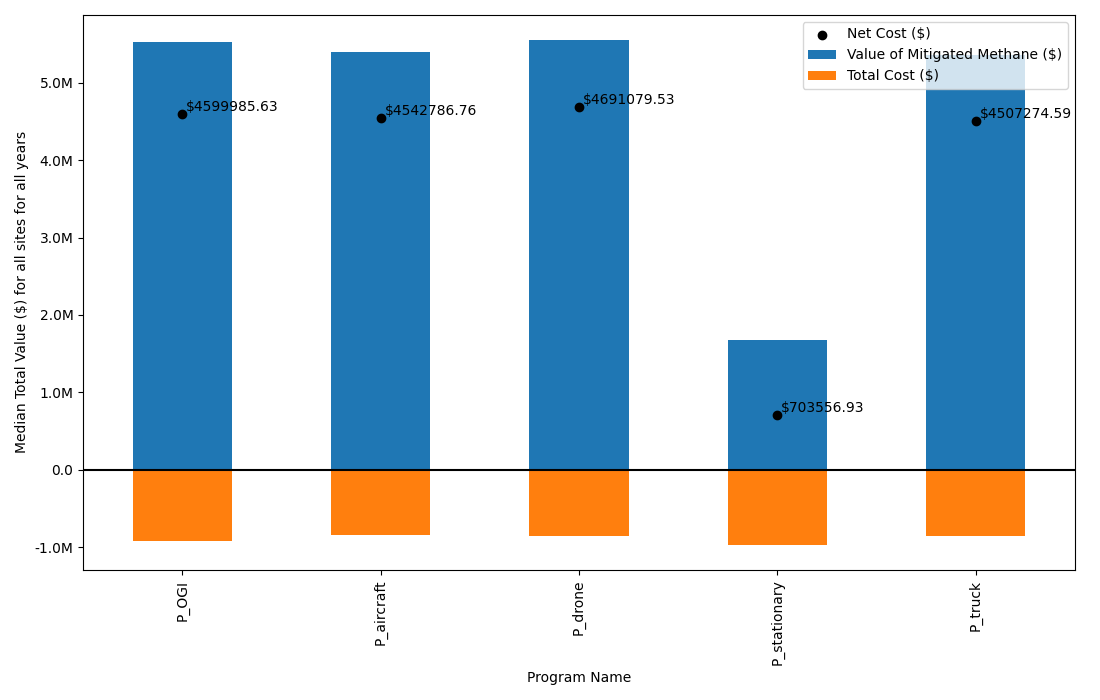 Net Cost ($)
Value of Mitigated Methane ($)
Total Cost ($)
Median Total Value ($) for all sites for all years
5.0M
4.0M
3.0M
2.0M
1.0M
0.0
-1.0M
$4599985.63
$4542786.76
$4691079.53
$703556.93
$4507274.59
P_OGI
P_aircraft
P_drone
P_stationary
P_truck
Program Name